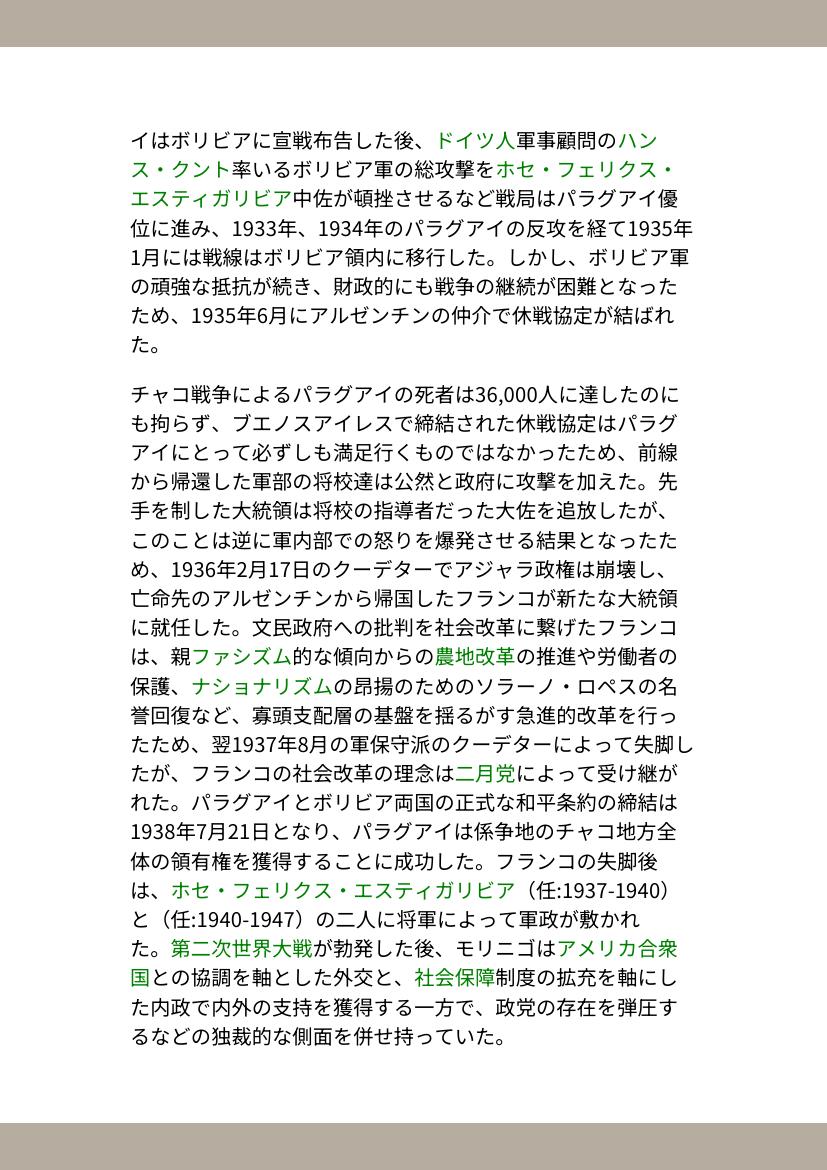 イはボリビアに宣戦布告した後、ドイツ人軍事顧問のハン
ス・クント率いるボリビア軍の総攻撃をホセ・フェリクス・
エスティガリビア中佐が頓挫させるなど戦局はパラグアイ優
位に進み、1933年、1934年のパラグアイの反攻を経て1935年
1月には戦線はボリビア領内に移行した。しかし、ボリビア軍
の頑強な抵抗が続き、財政的にも戦争の継続が困難となった
ため、1935年6月にアルゼンチンの仲介で休戦協定が結ばれ
た。
チャコ戦争によるパラグアイの死者は36,000人に達したのに
も拘らず、ブエノスアイレスで締結された休戦協定はパラグ
アイにとって必ずしも満足行くものではなかったため、前線
から帰還した軍部の将校達は公然と政府に攻撃を加えた。先
手を制した大統領は将校の指導者だった大佐を追放したが、
このことは逆に軍内部での怒りを爆発させる結果となったた
め、1936年2月17日のクーデターでアジャラ政権は崩壊し、
亡命先のアルゼンチンから帰国したフランコが新たな大統領
に就任した。文民政府への批判を社会改革に繋げたフランコ
は、親ファシズム的な傾向からの農地改革の推進や労働者の
保護、ナショナリズムの昂揚のためのソラーノ・ロペスの名
誉回復など、寡頭支配層の基盤を揺るがす急進的改革を行っ
たため、翌1937年8月の軍保守派のクーデターによって失脚し
たが、フランコの社会改革の理念は二月党によって受け継が
れた。パラグアイとボリビア両国の正式な和平条約の締結は
1938年7月21日となり、パラグアイは係争地のチャコ地方全
体の領有権を獲得することに成功した。フランコの失脚後
は、ホセ・フェリクス・エスティガリビア（任:1937-1940）
と（任:1940-1947）の二人に将軍によって軍政が敷かれ
た。第二次世界大戦が勃発した後、モリニゴはアメリカ合衆
国との協調を軸とした外交と、社会保障制度の拡充を軸にし
た内政で内外の支持を獲得する一方で、政党の存在を弾圧す
るなどの独裁的な側面を併せ持っていた。